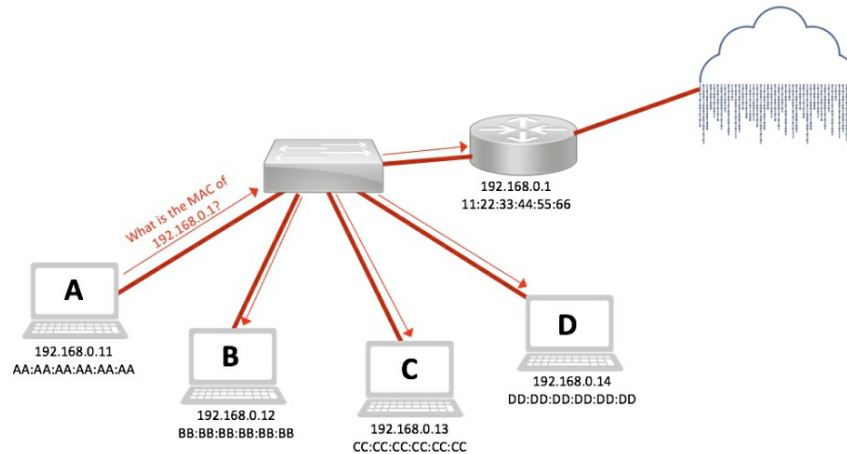 192.168.0.1
11:22:33:44:55:66
What is the MAC of
192.168.0.1?
A
192.168.0.11
AA:AA:AA:AA:AA:AA
B
192.168.0.12
BB:BB:BB:BB:BB:BB
C
192.168.0.13
CC:CC:CC:CC:CC:CC
D
192.168.0.14
DD:DD:DD:DD:DD:DD